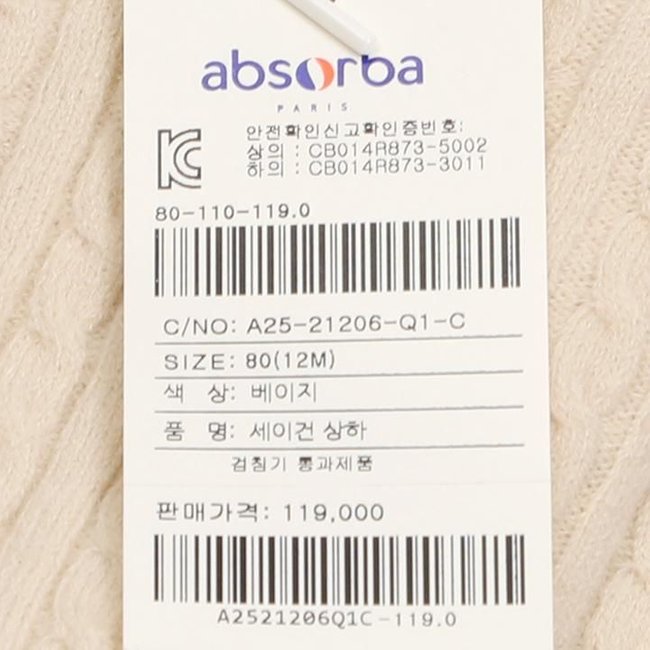 absorba
PARIS
안전확인신고확인증번호:
상의 : CB014R873-5002
하의 : CB014R873-3011
80-110-119.0
C/NO: A25-21206-Q1-C
SIZE: 80(12M)
색 상: 베이지
품 명: 세이건 상하
검침기 통과제품
판매가격: 119,000
A2521206Q1C-119.0